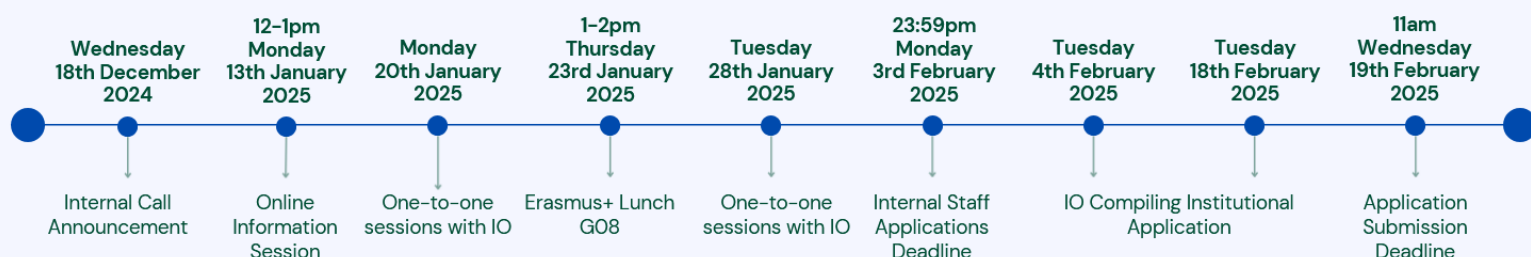 Wednesday
18th December
2024
12-1pm
Monday
13th January
2025
Monday
20th January
2025
1-2pm
Thursday
23rd January
2025
Tuesday
28th January
2025
23:59pm
Monday
3rd February
2025
Tuesday
4th February
2025
Tuesday
18th February
2025
11am
Wednesday
19th February
2025
Internal Call
Announcement
Online
Information
Session
One-to-one
sessions with IO
Erasmus+ Lunch
G08
One-to-one
sessions with IO
Internal Staff
Applications
Deadline
IO Compiling Institutional
Application
Application
Submission
Deadline